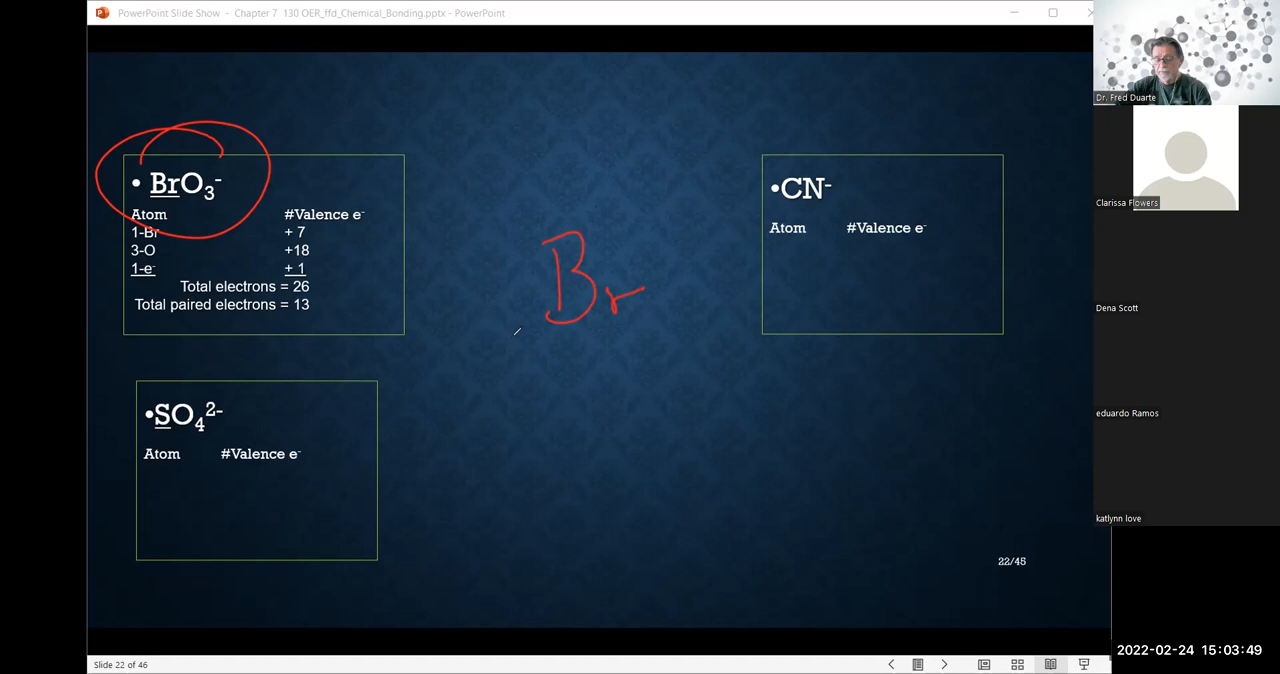 PowerPoint Slide Show - Chapter 7 130 OER_ffd_Chemical_Bonding.pptx - PowerPoint
Dr. Fred Duarte
• BrO₃⁻
Atom #Valence e⁻
1-Br + 7
3-O +18
1-e⁻ + 1
Total electrons = 26
Total paired electrons = 13
Br
•CN⁻
Atom #Valence e⁻
Clarissa Flowers
Dena Scott
eduardo Ramos
katlynn love
•SO₄²⁻
Atom #Valence e⁻
22/45
Slide 22 of 46
2022-02-24 15:03:49